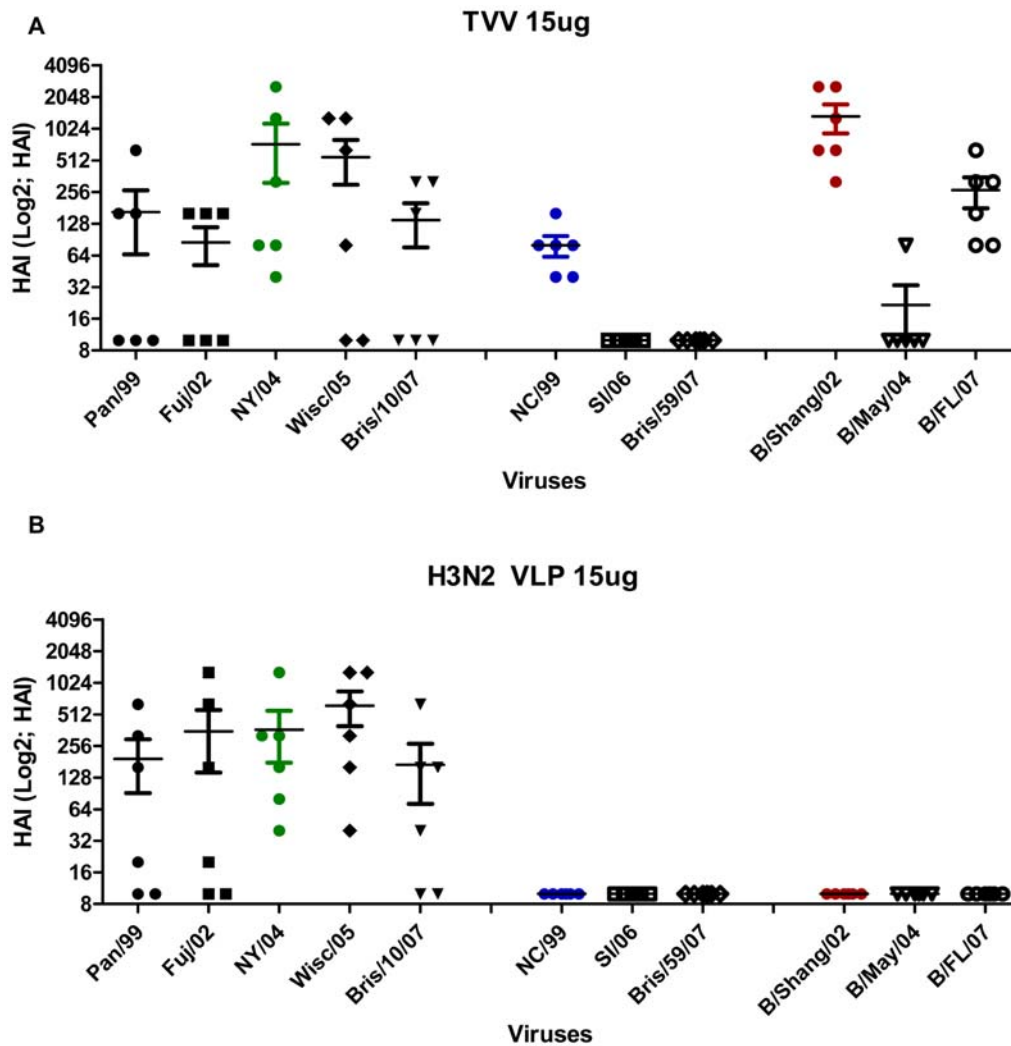 A
TVV 15ug
HAI (Log2; HAI)
4096
2048
1024
512
256
128
64
32
16
8
Pan/99
Fuj/02
NY/04
Wisc/05
Bris/10/07
NC/99
SI/06
Bris/59/07
B/Shang/02
B/May/04
B/FL/07
Viruses
B
H3N2 VLP 15ug
HAI (Log2; HAI)
4096
2048
1024
512
256
128
64
32
16
8
Pan/99
Fuj/02
NY/04
Wisc/05
Bris/10/07
NC/99
SI/06
Bris/59/07
B/Shang/02
B/May/04
B/FL/07
Viruses